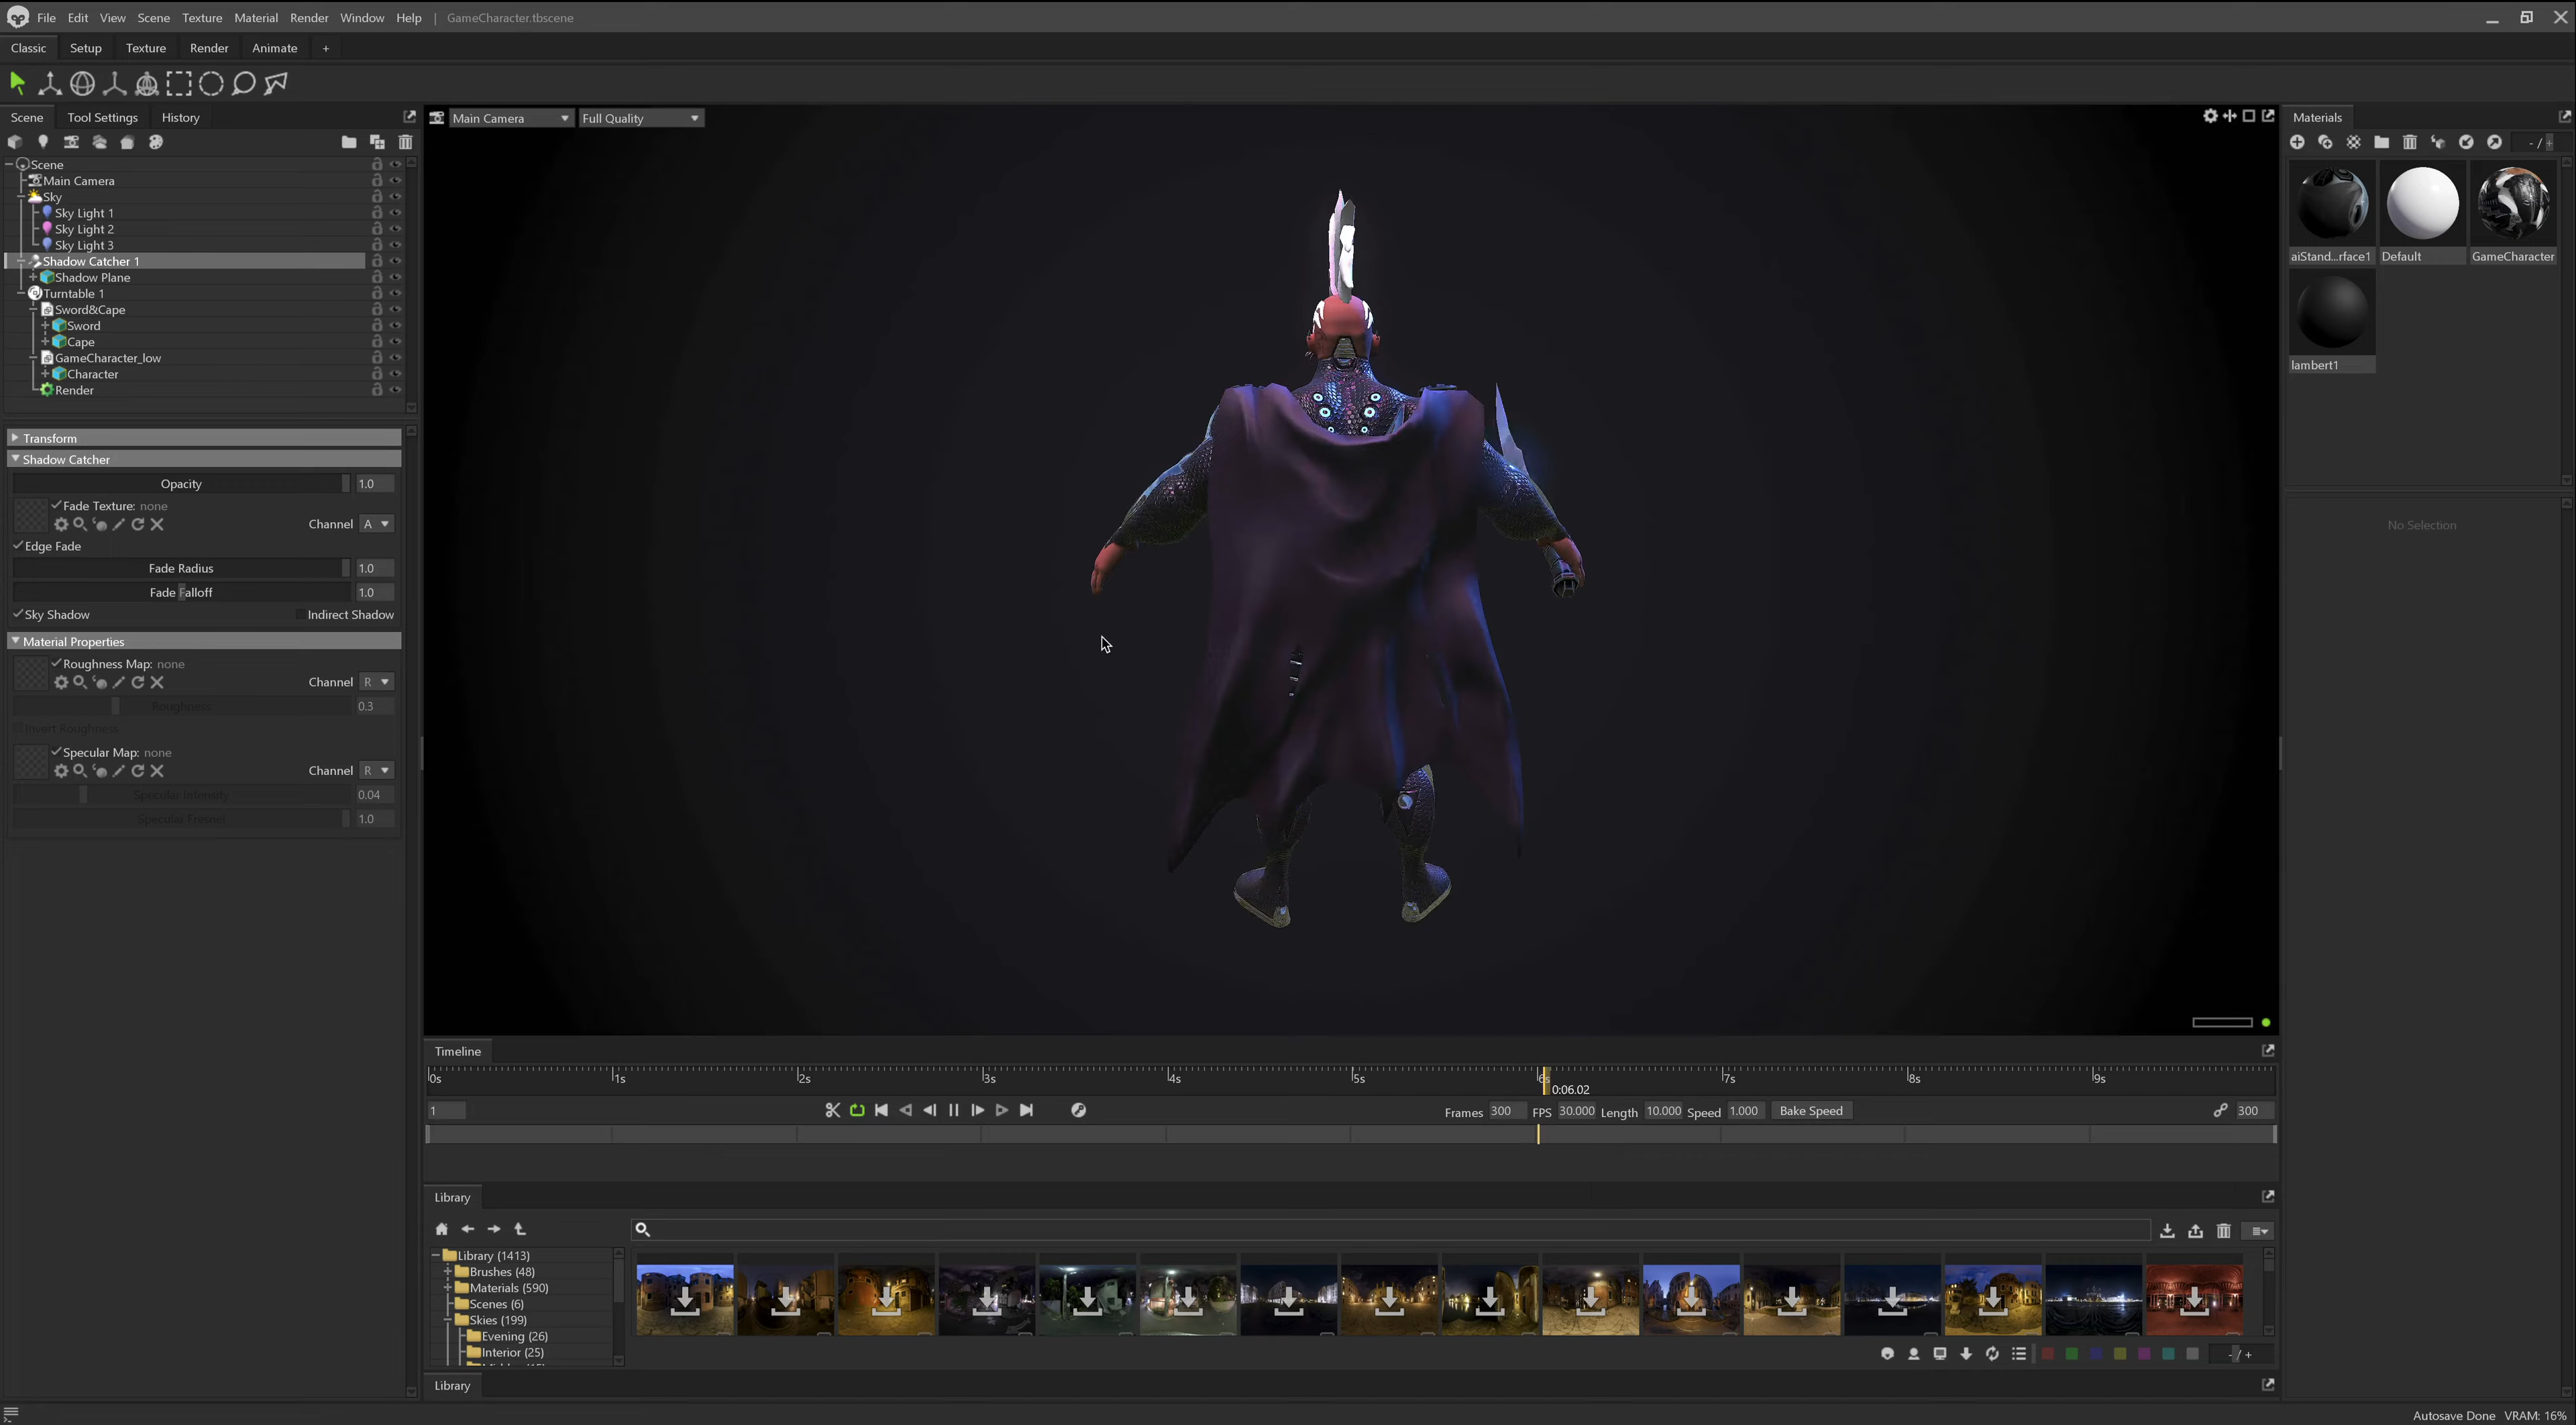 File Edit View Scene Texture Material Render Window Help | GameCharacter.tbscene
Classic Setup Texture Render Animate +
Scene Tool Settings History
Main Camera Full Quality
Materials
Scene
Main Camera
Sky
Sky Light 1
Sky Light 2
Sky Light 3
Shadow Catcher 1
Shadow Plane
Turntable 1
Sword&Cape
Sword
Cape
GameCharacter_low
Character
Render
aiStand...rface1 Default GameCharacter
lambert1
No Selection
Transform
Shadow Catcher
Opacity 1.0
Fade Texture: none
Channel A
Edge Fade
Fade Radius 1.0
Fade Falloff 1.0
Sky Shadow Indirect Shadow
Material Properties
Roughness Map: none
Channel R
Roughness 0.3
Invert Roughness
Specular Map: none
Channel R
Specular Intensity 0.04
Specular Fresnel 1.0
Timeline
0s 1s 2s 3s 4s 5s 6s 7s 8s 9s
0:06.02
1 Frames 300 FPS 30.000 Length 10.000 Speed 1.000 Bake Speed 300
Library
Library (1413)
Brushes (48)
Materials (590)
Scenes (6)
Skies (199)
Evening (26)
Interior (25)
Library
Autosave Done VRAM: 16%